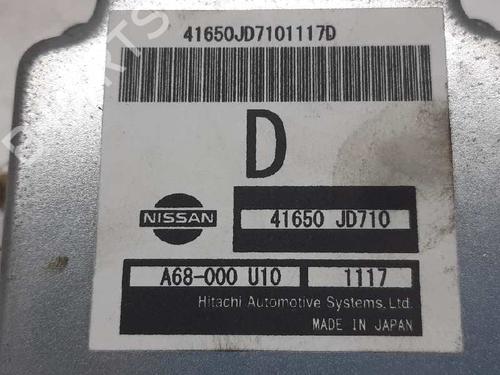 41650JD7101117D
D
NISSAN
41650 JD710
A68-000 U10 1117
Hitachi Automotive Systems,Ltd.
MADE IN JAPAN